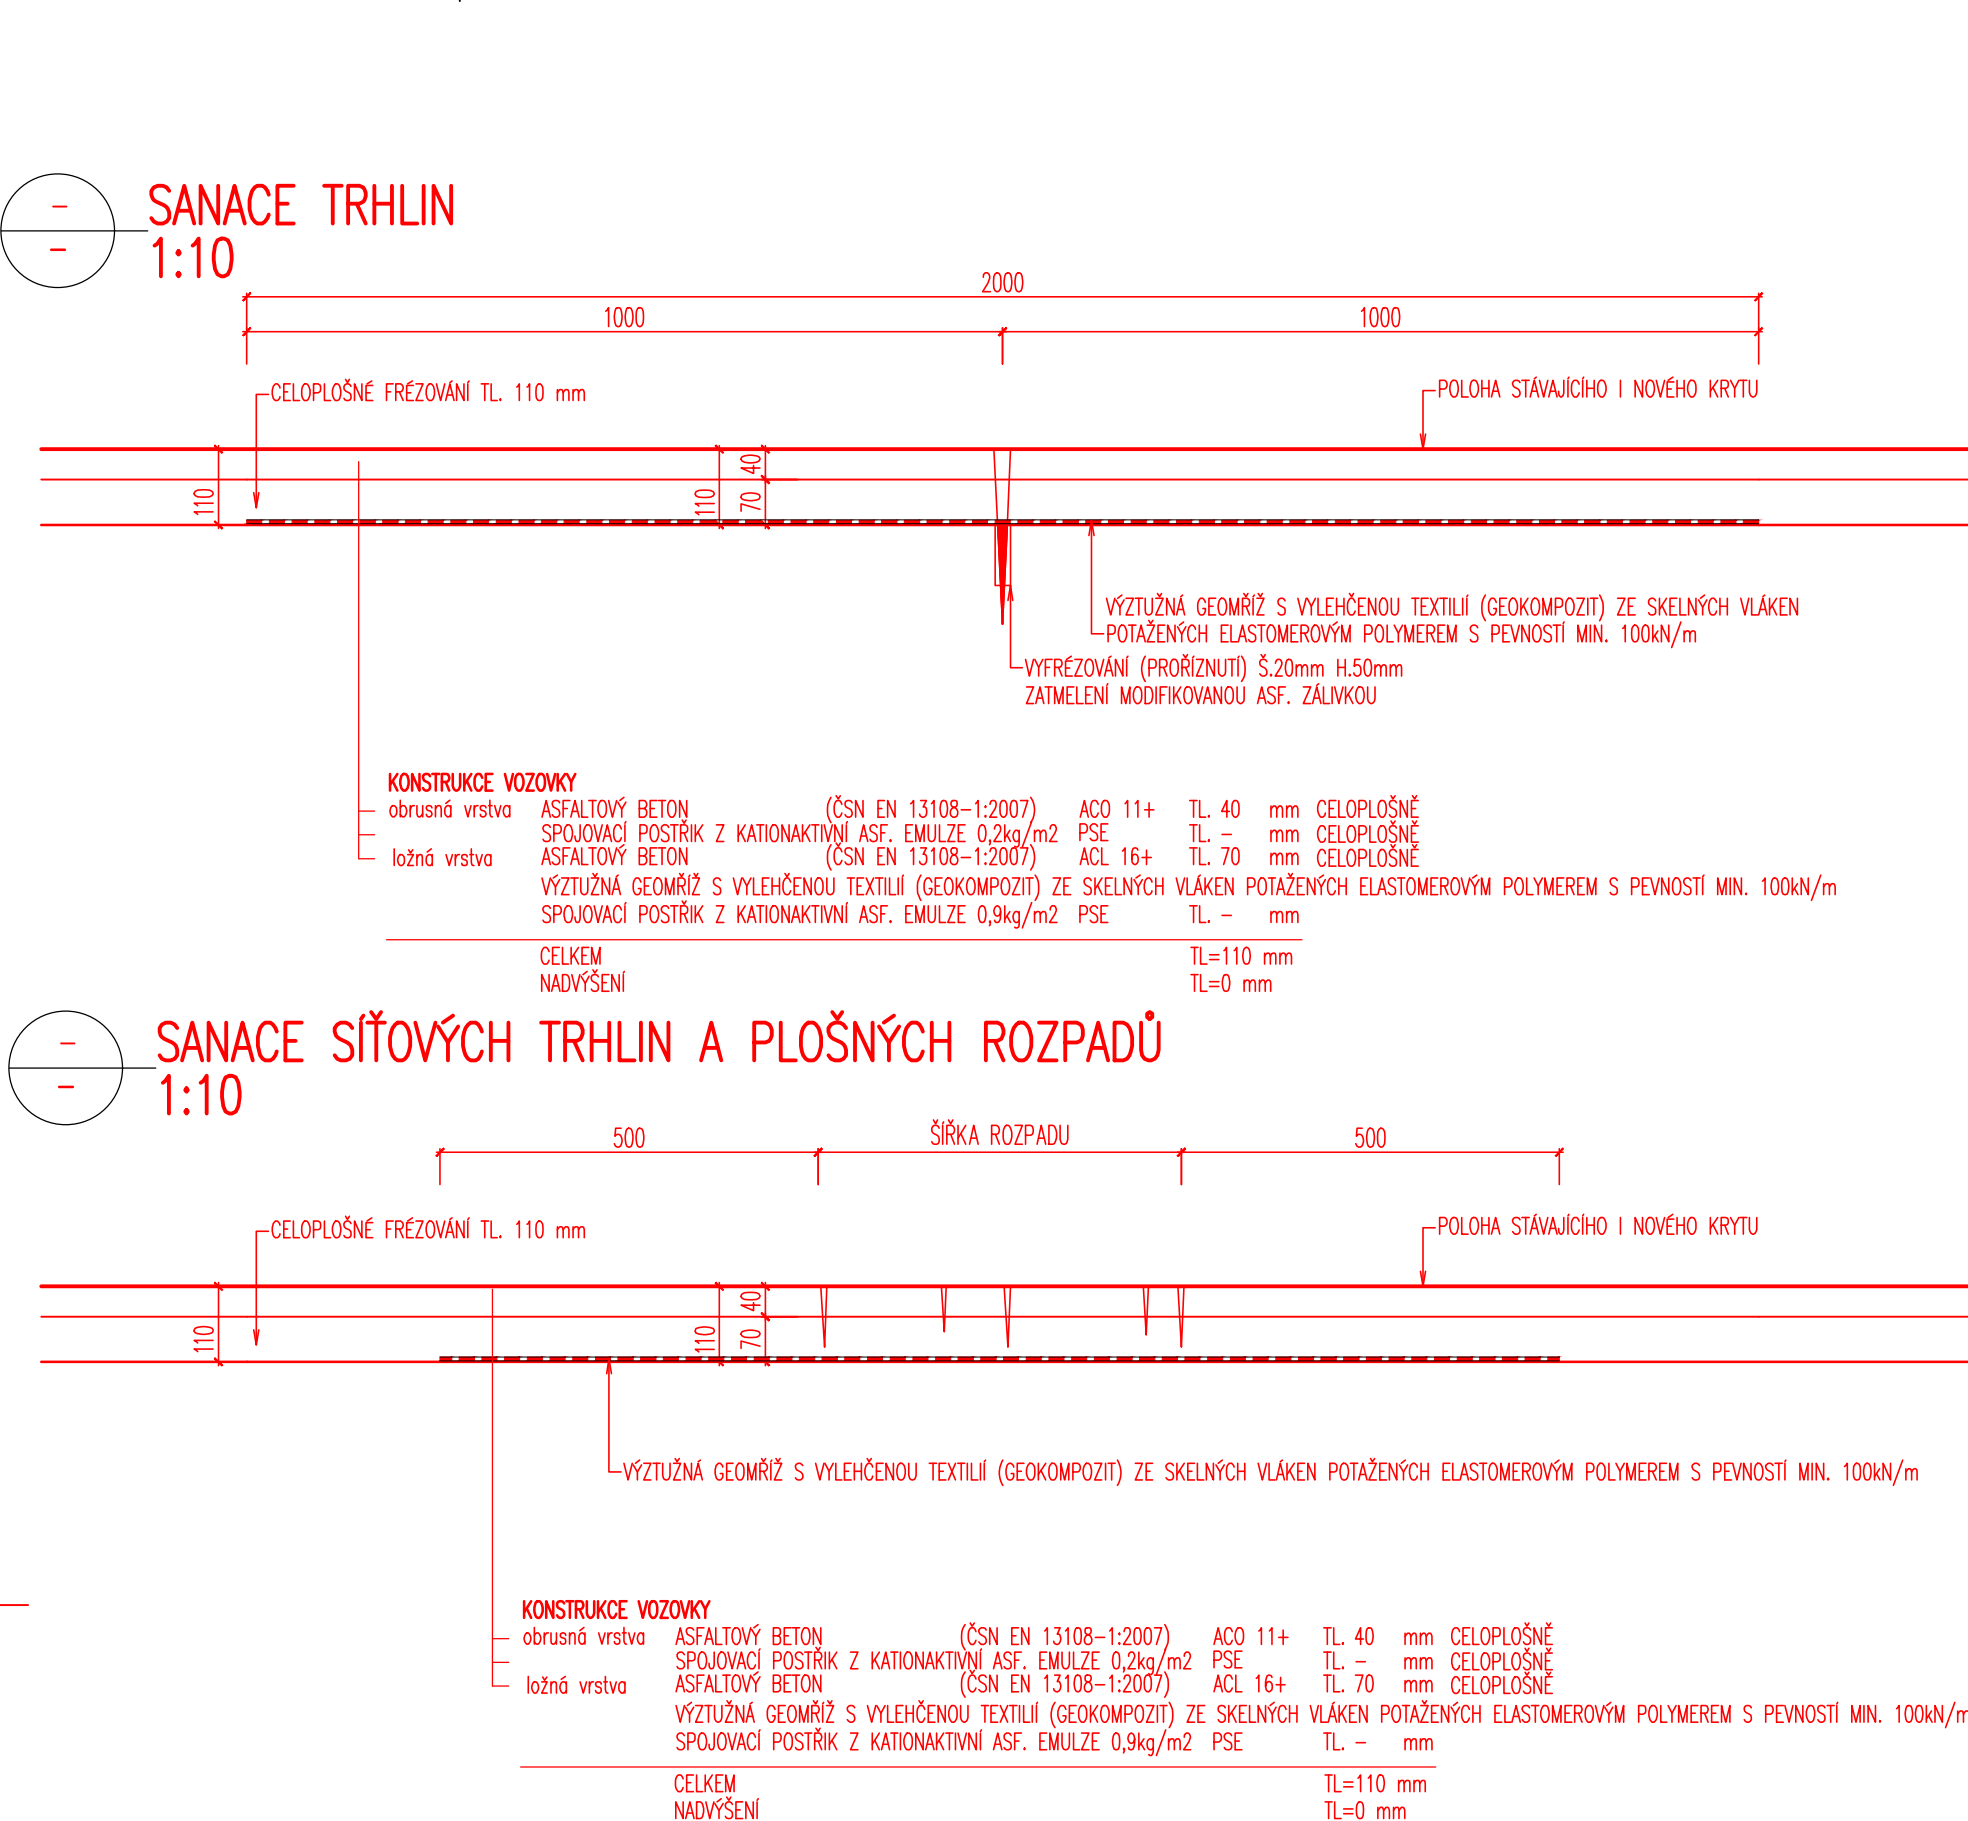 SANACE TRHLIN
1:10
2000
1000 1000
CELOPLOŠNÉ FRÉZOVÁNÍ TL. 110 mm
POLOHA STÁVAJÍCÍHO I NOVÉHO KRYTU
110 110 40 70
VÝZTUŽNÁ GEOMŘÍŽ S VYLEHČENOU TEXTILIÍ (GEOKOMPOZIT) ZE SKELNÝCH VLÁKEN
POTAŽENÝCH ELASTOMEROVÝM POLYMEREM S PEVNOSTÍ MIN. 100kN/m
VYFRÉZOVÁNÍ (PROŘÍZNUTÍ) Š.20mm H.50mm
ZATMELENÍ MODIFIKOVANOU ASF. ZÁLIVKOU
KONSTRUKCE VOZOVKY
obrusná vrstva ASFALTOVÝ BETON (ČSN EN 13108-1:2007) ACO 11+ TL. 40 mm CELOPLOŠNĚ
SPOJOVACÍ POSTŘIK Z KATIONAKTIVNÍ ASF. EMULZE 0,2kg/m2 PSE TL. - mm CELOPLOŠNĚ
ložná vrstva ASFALTOVÝ BETON (ČSN EN 13108-1:2007) ACL 16+ TL. 70 mm CELOPLOŠNĚ
VÝZTUŽNÁ GEOMŘÍŽ S VYLEHČENOU TEXTILIÍ (GEOKOMPOZIT) ZE SKELNÝCH VLÁKEN POTAŽENÝCH ELASTOMEROVÝM POLYMEREM S PEVNOSTÍ MIN. 100kN/m
SPOJOVACÍ POSTŘIK Z KATIONAKTIVNÍ ASF. EMULZE 0,9kg/m2 PSE TL. - mm
CELKEM TL=110 mm
NADVÝŠENÍ TL=0 mm
SANACE SÍŤOVÝCH TRHLIN A PLOŠNÝCH ROZPADŮ
1:10
500 ŠÍŘKA ROZPADU 500
CELOPLOŠNÉ FRÉZOVÁNÍ TL. 110 mm
POLOHA STÁVAJÍCÍHO I NOVÉHO KRYTU
110 110 40 70
VÝZTUŽNÁ GEOMŘÍŽ S VYLEHČENOU TEXTILIÍ (GEOKOMPOZIT) ZE SKELNÝCH VLÁKEN POTAŽENÝCH ELASTOMEROVÝM POLYMEREM S PEVNOSTÍ MIN. 100kN/m
KONSTRUKCE VOZOVKY
obrusná vrstva ASFALTOVÝ BETON (ČSN EN 13108-1:2007) ACO 11+ TL. 40 mm CELOPLOŠNĚ
SPOJOVACÍ POSTŘIK Z KATIONAKTIVNÍ ASF. EMULZE 0,2kg/m2 PSE TL. - mm CELOPLOŠNĚ
ložná vrstva ASFALTOVÝ BETON (ČSN EN 13108-1:2007) ACL 16+ TL. 70 mm CELOPLOŠNĚ
VÝZTUŽNÁ GEOMŘÍŽ S VYLEHČENOU TEXTILIÍ (GEOKOMPOZIT) ZE SKELNÝCH VLÁKEN POTAŽENÝCH ELASTOMEROVÝM POLYMEREM S PEVNOSTÍ MIN. 100kN/m
SPOJOVACÍ POSTŘIK Z KATIONAKTIVNÍ ASF. EMULZE 0,9kg/m2 PSE TL. - mm
CELKEM TL=110 mm
NADVÝŠENÍ TL=0 mm